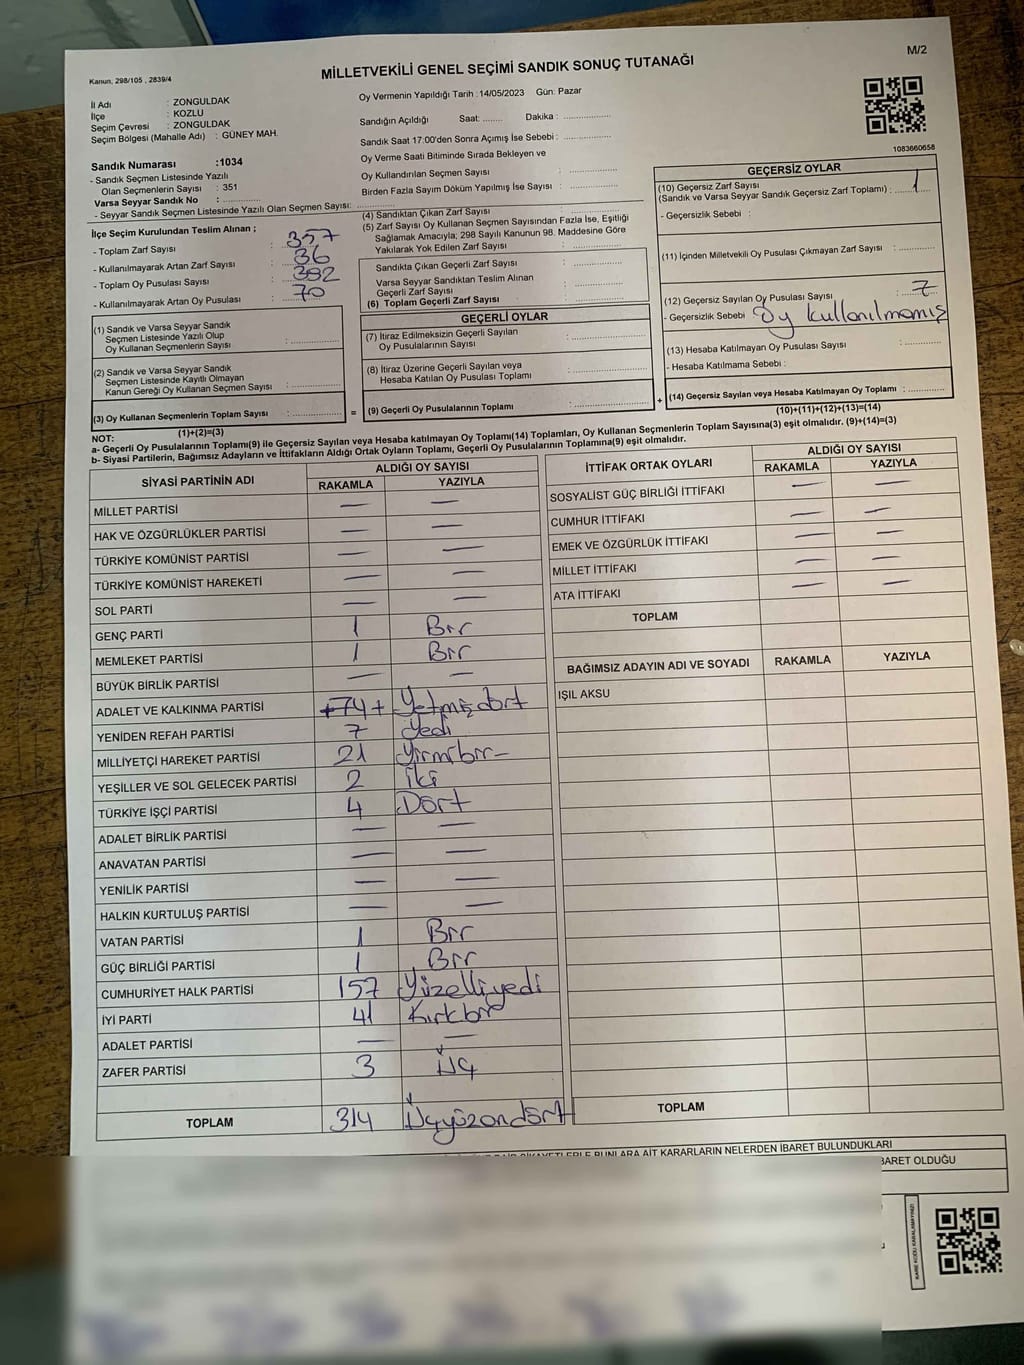 M/2
Kanun; 298/105 , 2839/4
MİLLETVEKİLİ GENEL SEÇİMİ SANDIK SONUÇ TUTANAĞI
İl Adı : ZONGULDAK
İlçe : KOZLU
Seçim Çevresi : ZONGULDAK
Seçim Bölgesi (Mahalle Adı) : GÜNEY MAH.
Oy Vermenin Yapıldığı Tarih : 14/05/2023 Gün: Pazar
Sandığın Açıldığı Saat: ........ Dakika : ................
Sandık Saat 17:00'den Sonra Açımış İse Sebebi : ................
Oy Verme Saati Bitiminde Sırada Bekleyen ve
Oy Kullandırılan Seçmen Sayısı : ................
Birden Fazla Sayım Döküm Yapılmış İse Sayısı : ................
1083660658
Sandık Numarası :1034
- Sandık Seçmen Listesinde Yazılı
Olan Seçmenlerin Sayısı : 351
Varsa Seyyar Sandık No : ................
- Seyyar Sandık Seçmen Listesinde Yazılı Olan Seçmen Sayısı: ................
İlçe Seçim Kurulundan Teslim Alınan ;
- Toplam Zarf Sayısı : 357
- Kullanılmayarak Artan Zarf Sayısı : 36
- Toplam Oy Pusulası Sayısı : 392
- Kullanılmayarak Artan Oy Pusulası : 70
(1) Sandık ve Varsa Seyyar Sandık
Seçmen Listesinde Yazılı Olup
Oy Kullanan Seçmenlerin Sayısı : ................
(2) Sandık ve Varsa Seyyar Sandık
Seçmen Listesinde Kayıtlı Olmayan
Kanun Gereği Oy Kullanan Seçmen Sayısı : ................
(3) Oy Kullanan Seçmenlerin Toplam Sayısı : ................ =
(1)+(2)=(3)
(4) Sandıktan Çıkan Zarf Sayısı : ................
(5) Zarf Sayısı Oy Kullanan Seçmen Sayısından Fazla İse, Eşitliği
Sağlamak Amacıyla; 298 Sayılı Kanunun 98. Maddesine Göre
Yakılarak Yok Edilen Zarf Sayısı : ................
Sandıkta Çıkan Geçerli Zarf Sayısı : ................
Varsa Seyyar Sandıktan Teslim Alınan
Geçerli Zarf Sayısı : ................
(6) Toplam Geçerli Zarf Sayısı : ................
GEÇERLİ OYLAR
(7) İtiraz Edilmeksizin Geçerli Sayılan
Oy Pusulalarının Sayısı : ................
(8) İtiraz Üzerine Geçerli Sayılan veya
Hesaba Katılan Oy Pusulası Toplamı : ................
(9) Geçerli Oy Pusulalarının Toplamı : ................ +
GEÇERSİZ OYLAR
(10) Geçersiz Zarf Sayısı
(Sandık ve Varsa Seyyar Sandık Geçersiz Zarf Toplamı) : 1
- Geçersizlik Sebebi :
(11) İçinden Milletvekili Oy Pusulası Çıkmayan Zarf Sayısı : ................
(12) Geçersiz Sayılan Oy Pusulası Sayısı : 7
- Geçersizlik Sebebi : Oy kullanılmamış
(13) Hesaba Katılmayan Oy Pusulası Sayısı : ................
- Hesaba Katılmama Sebebi :
(14) Geçersiz Sayılan veya Hesaba Katılmayan Oy Toplamı : ................
(10)+(11)+(12)+(13)=(14)
NOT:
a- Geçerli Oy Pusulalarının Toplamı(9) ile Geçersiz Sayılan veya Hesaba katılmayan Oy Toplamı(14) Toplamları, Oy Kullanan Seçmenlerin Toplam Sayısına(3) eşit olmalıdır. (9)+(14)=(3)
b- Siyasi Partilerin, Bağımsız Adayların ve İttifakların Aldığı Ortak Oyların Toplamı, Geçerli Oy Pusulalarının Toplamına(9) eşit olmalıdır.
SİYASİ PARTİNİN ADI ALDIĞI OY SAYISI
RAKAMLA YAZIYLA
MİLLET PARTİSİ — —
HAK VE ÖZGÜRLÜKLER PARTİSİ — —
TÜRKİYE KOMÜNİST PARTİSİ — —
TÜRKİYE KOMÜNİST HAREKETİ — —
SOL PARTİ — —
GENÇ PARTİ 1 Bir
MEMLEKET PARTİSİ 1 Bir
BÜYÜK BİRLİK PARTİSİ — —
ADALET VE KALKINMA PARTİSİ +74+ Yetmiş dört
YENİDEN REFAH PARTİSİ 7 Yedi
MİLLİYETÇİ HAREKET PARTİSİ 21 Yirmibir–
YEŞİLLER VE SOL GELECEK PARTİSİ 2 iki
TÜRKİYE İŞÇİ PARTİSİ 4 Dört
ADALET BİRLİK PARTİSİ — —
ANAVATAN PARTİSİ — —
YENİLİK PARTİSİ — —
HALKIN KURTULUŞ PARTİSİ — —
VATAN PARTİSİ 1 Bir
GÜÇ BİRLİĞİ PARTİSİ 1 Bir
CUMHURİYET HALK PARTİSİ 157 Yüzelliyedi
İYİ PARTİ 41 Kırkbir
ADALET PARTİSİ — —
ZAFER PARTİSİ 3 Üç
TOPLAM 314 Üçyüzondört
İTTİFAK ORTAK OYLARI ALDIĞI OY SAYISI
RAKAMLA YAZIYLA
SOSYALİST GÜÇ BİRLİĞİ İTTİFAKI — —
CUMHUR İTTİFAKI — —
EMEK VE ÖZGÜRLÜK İTTİFAKI — —
MİLLET İTTİFAKI — —
ATA İTTİFAKI — —
TOPLAM
BAĞIMSIZ ADAYIN ADI VE SOYADI RAKAMLA YAZIYLA
IŞIL AKSU
TOPLAM
BUNLARA AİT KARARLARIN NELERDEN İBARET BULUNDUKLARI
BARET OLDUĞU
KARE KODU KARALAMAYINIZ!